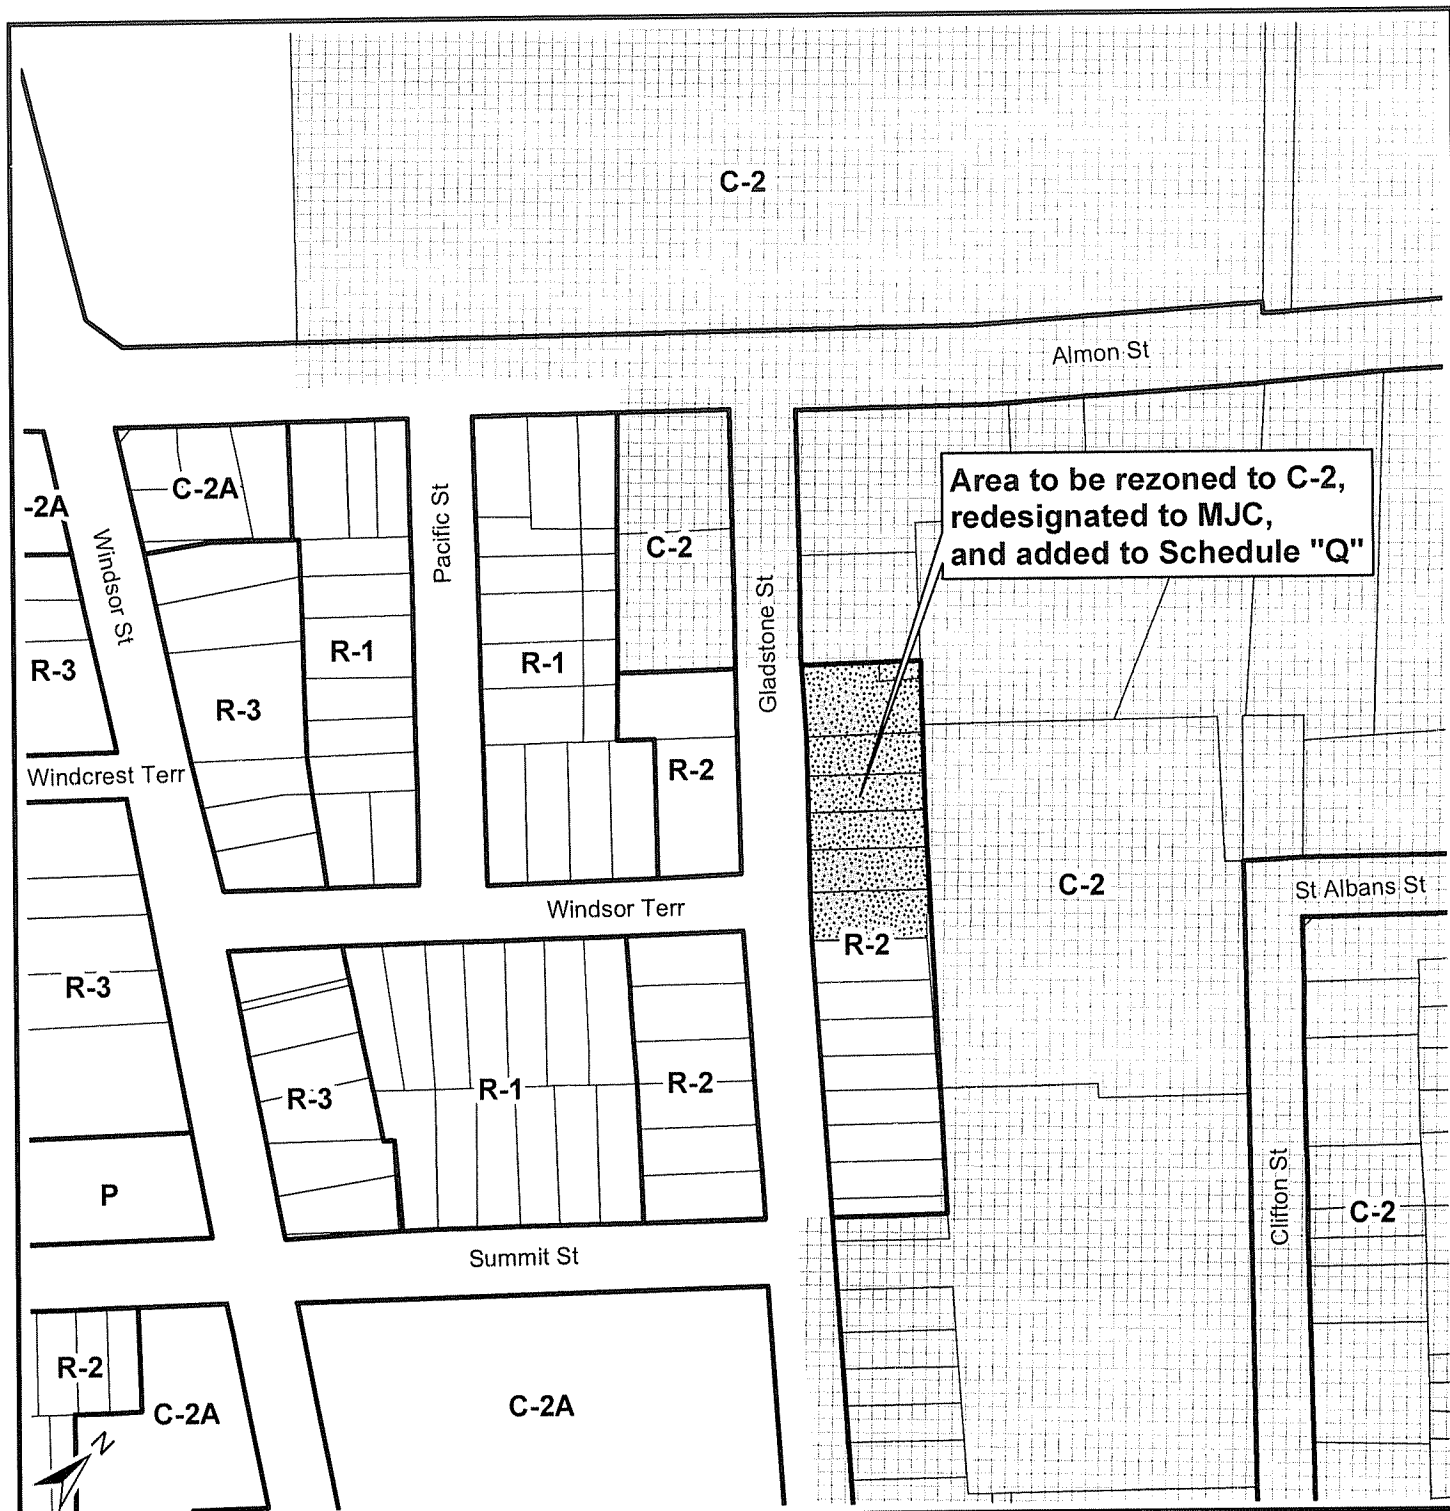 C-2
Almon St
Area to be rezoned to C-2,
redesignated to MJC,
and added to Schedule "Q"
-2A
C-2A
Windsor St
Pacific St
C-2
Gladstone St
R-3
R-3
R-1
R-1
Windcrest Terr
R-2
C-2
St Albans St
Windsor Terr
R-2
R-3
R-3
R-1
R-2
P
Clifton St
C-2
Summit St
R-2
C-2A
C-2A
N